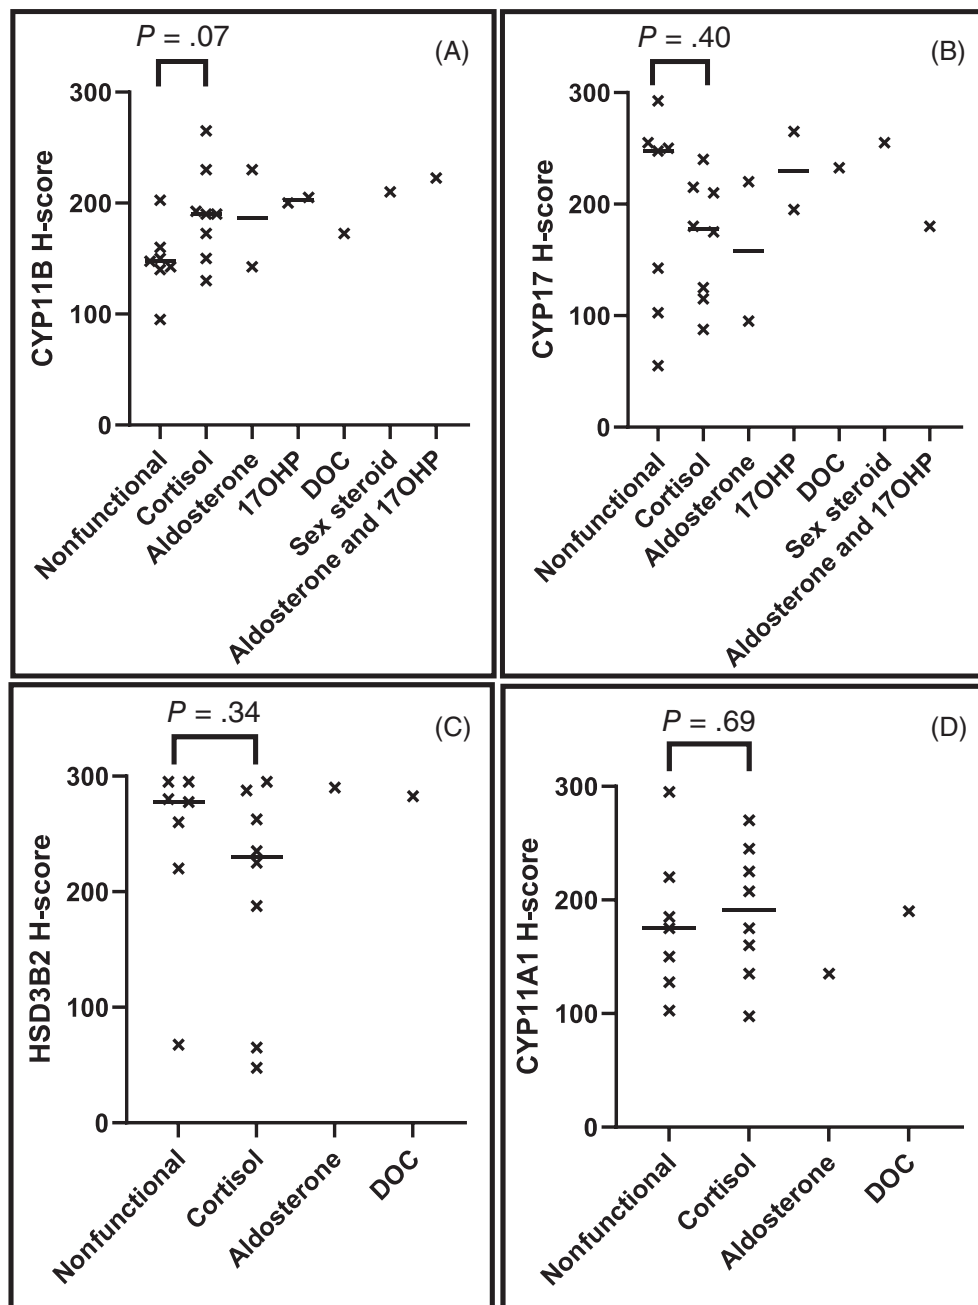 P = .07
(A)
CYP11B H-score
300
200
100
0
Nonfunctional
Cortisol
Aldosterone
17OHP
DOC
Sex steroid
Aldosterone and 17OHP
P = .40
(B)
CYP17 H-score
300
200
100
0
Nonfunctional
Cortisol
Aldosterone
17OHP
DOC
Sex steroid
Aldosterone and 17OHP
P = .34
(C)
HSD3B2 H-score
300
200
100
0
Nonfunctional
Cortisol
Aldosterone
DOC
P = .69
(D)
CYP11A1 H-score
300
200
100
0
Nonfunctional
Cortisol
Aldosterone
DOC